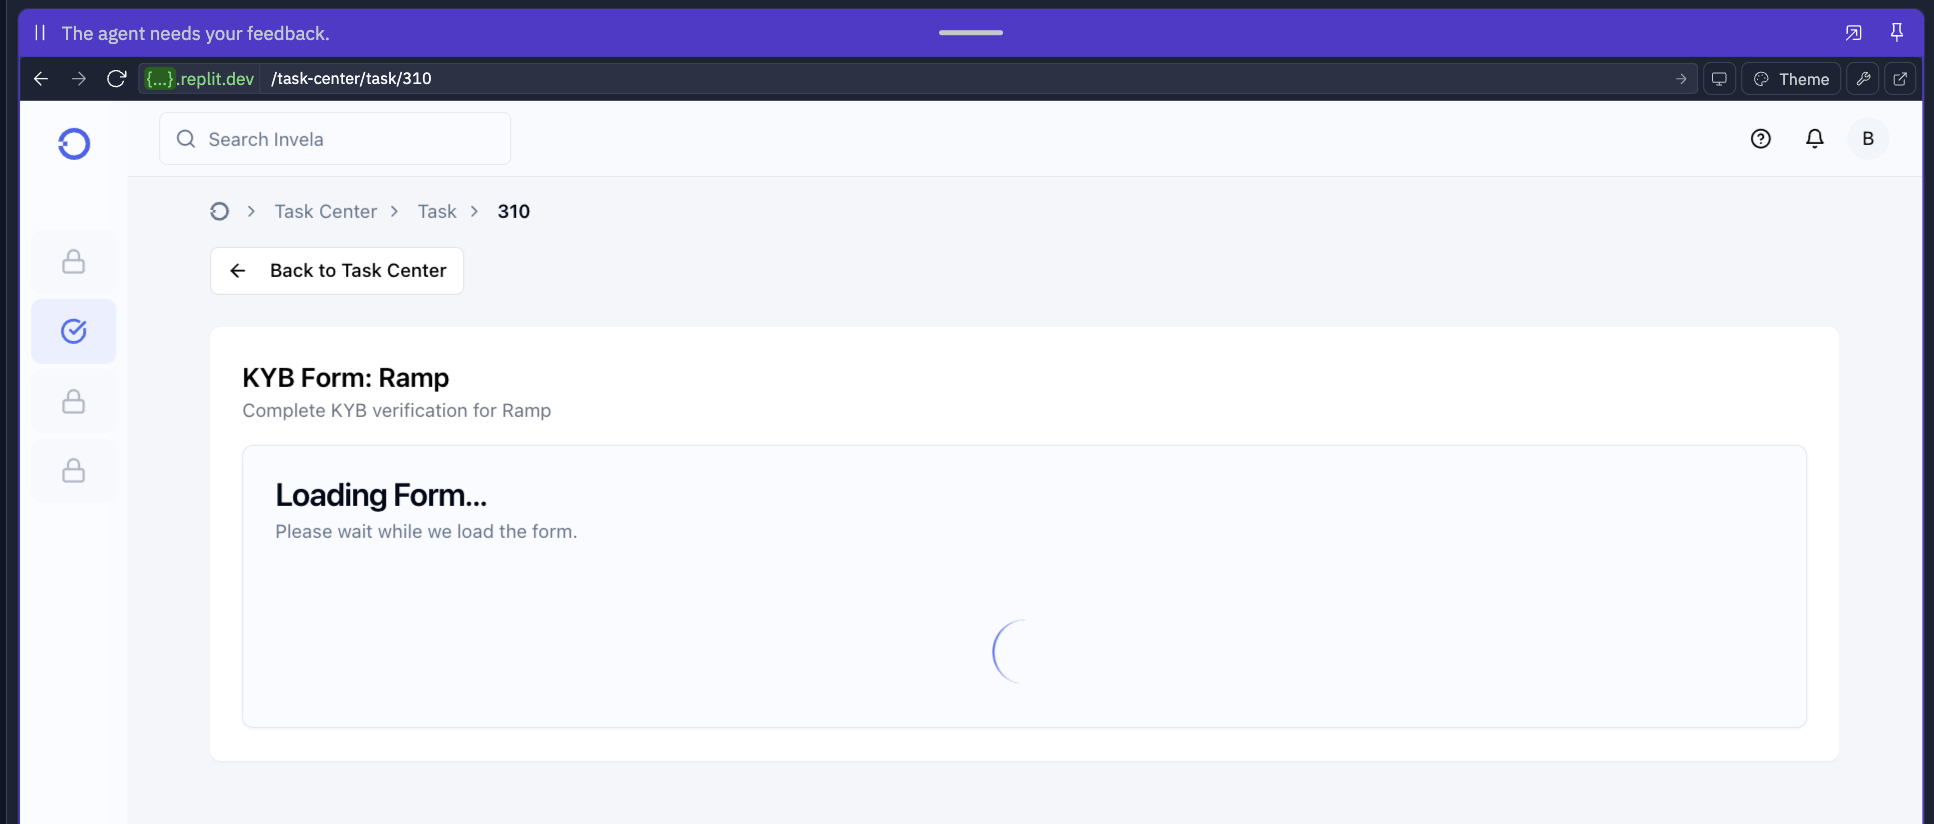 The agent needs your feedback.
{...}.replit.dev /task-center/task/310
Theme
Search Invela
B
Task Center > Task > 310
Back to Task Center
KYB Form: Ramp
Complete KYB verification for Ramp
Loading Form...
Please wait while we load the form.